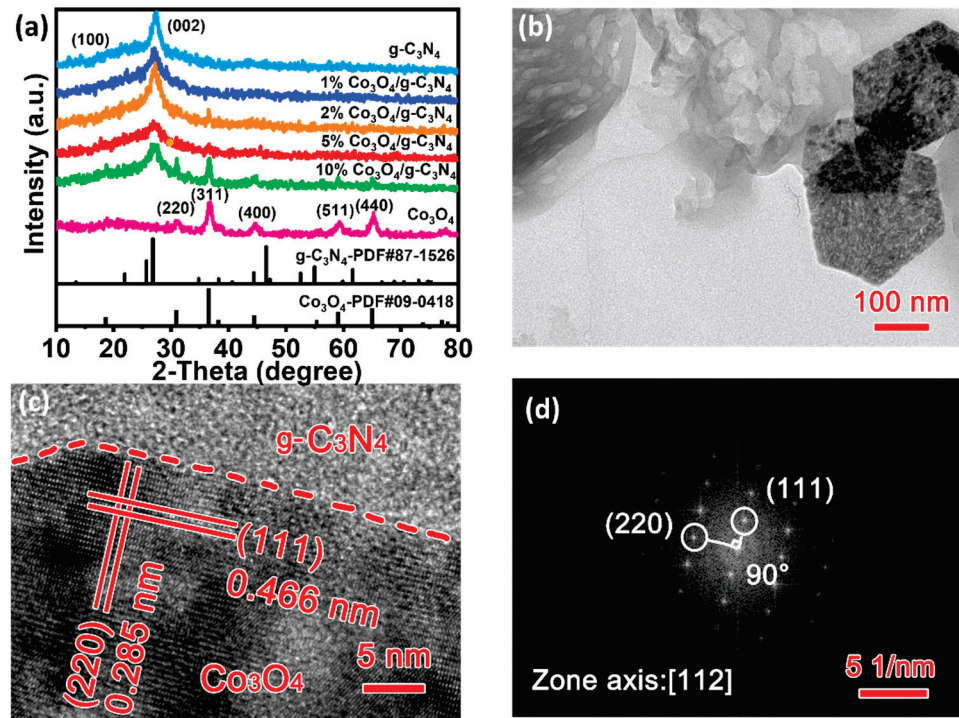 (a)
(100)
(002)
g-C₃N₄
1% Co₃O₄/g-C₃N₄
2% Co₃O₄/g-C₃N₄
5% Co₃O₄/g-C₃N₄
10% Co₃O₄/g-C₃N₄
(220)
(311)
(400)
(511)
(440)
Co₃O₄
g-C₃N₄-PDF#87-1526
Co₃O₄-PDF#09-0418
Intensity (a.u.)
10 20 30 40 50 60 70 80
2-Theta (degree)
(b)
100 nm
(c)
g-C₃N₄
(111)
0.466 nm
(220)
0.285 nm
Co₃O₄
5 nm
(d)
(111)
(220)
90°
Zone axis:[112]
5 1/nm